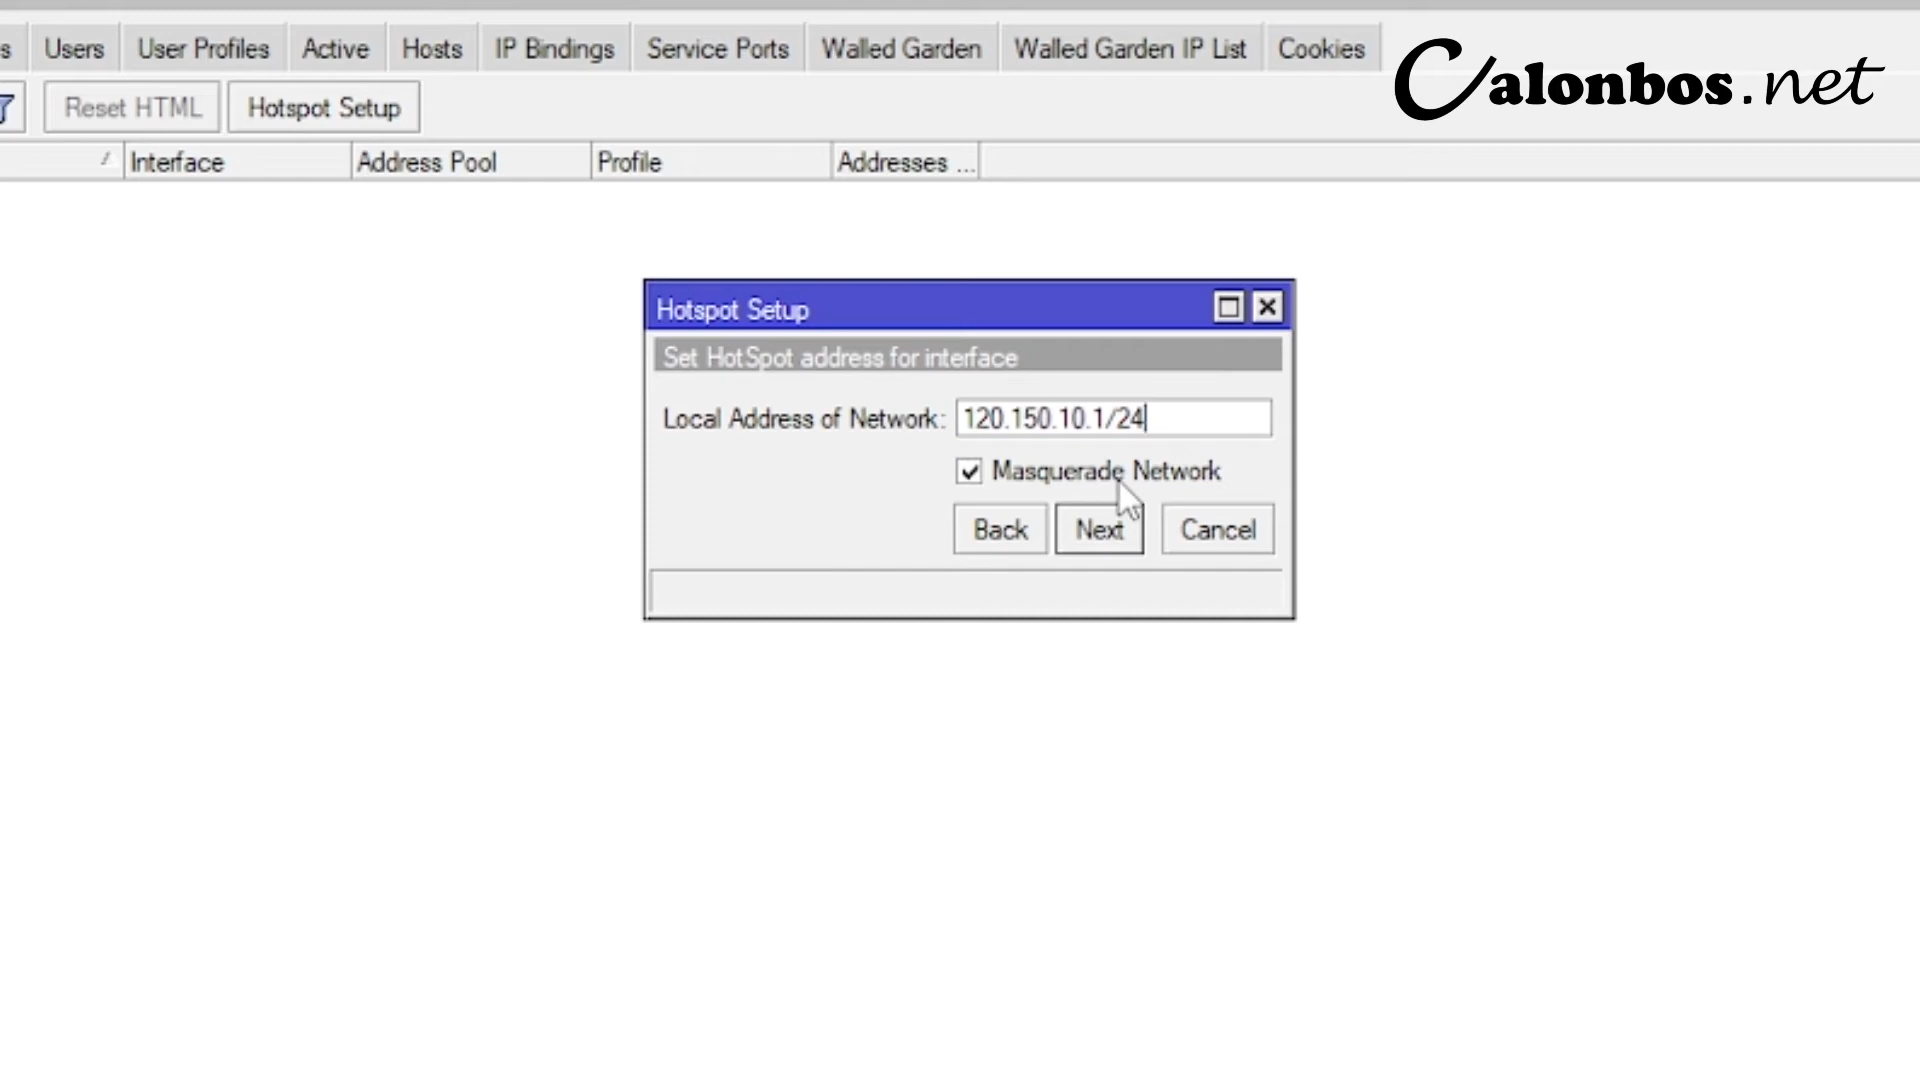 s Users User Profiles Active Hosts IP Bindings Service Ports Walled Garden Walled Garden IP List Cookies
Calonbos.net
Reset HTML Hotspot Setup
Interface Address Pool Profile Addresses ...
Hotspot Setup
Set HotSpot address for interface
Local Address of Network: 120.150.10.1/24
Masquerade Network
Back Next Cancel